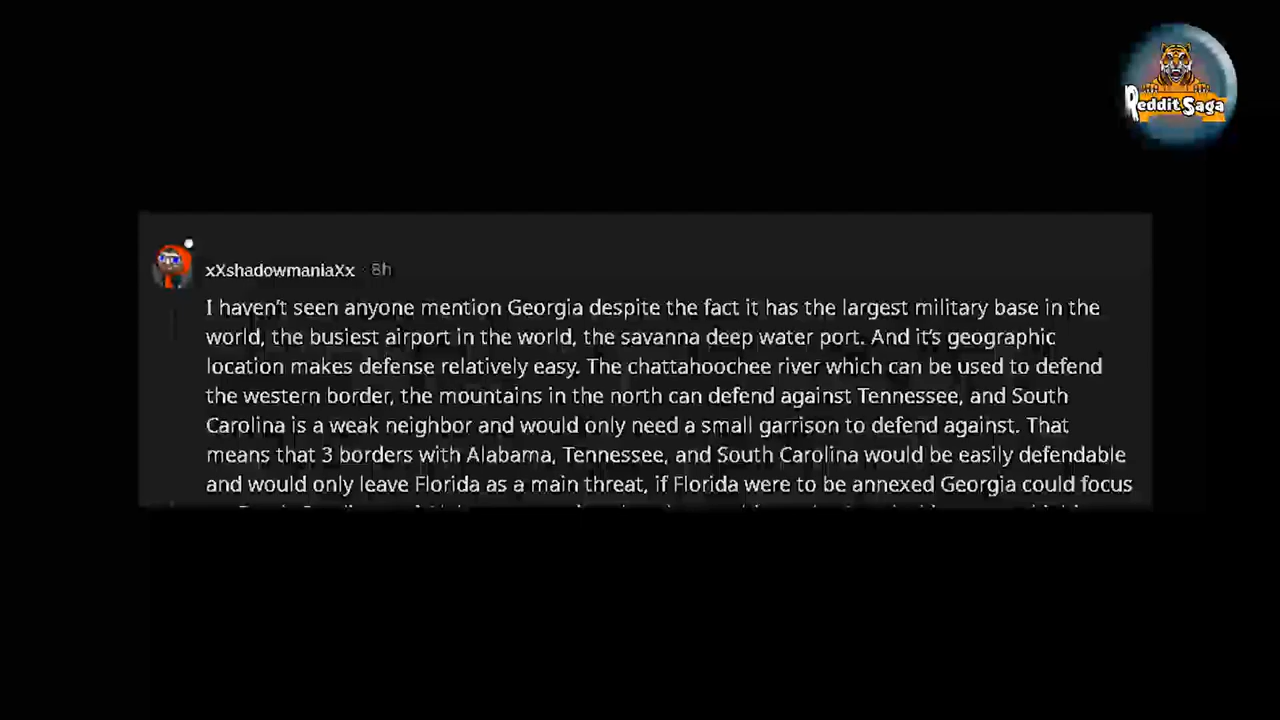 Reddit Saga
xXshadowmaniaXx · 8h
I haven't seen anyone mention Georgia despite the fact it has the largest military base in the
world, the busiest airport in the world, the savanna deep water port. And it's geographic
location makes defense relatively easy. The chattahoochee river which can be used to defend
the western border, the mountains in the north can defend against Tennessee, and South
Carolina is a weak neighbor and would only need a small garrison to defend against. That
means that 3 borders with Alabama, Tennessee, and South Carolina would be easily defendable
and would only leave Florida as a main threat, if Florida were to be annexed Georgia could focus